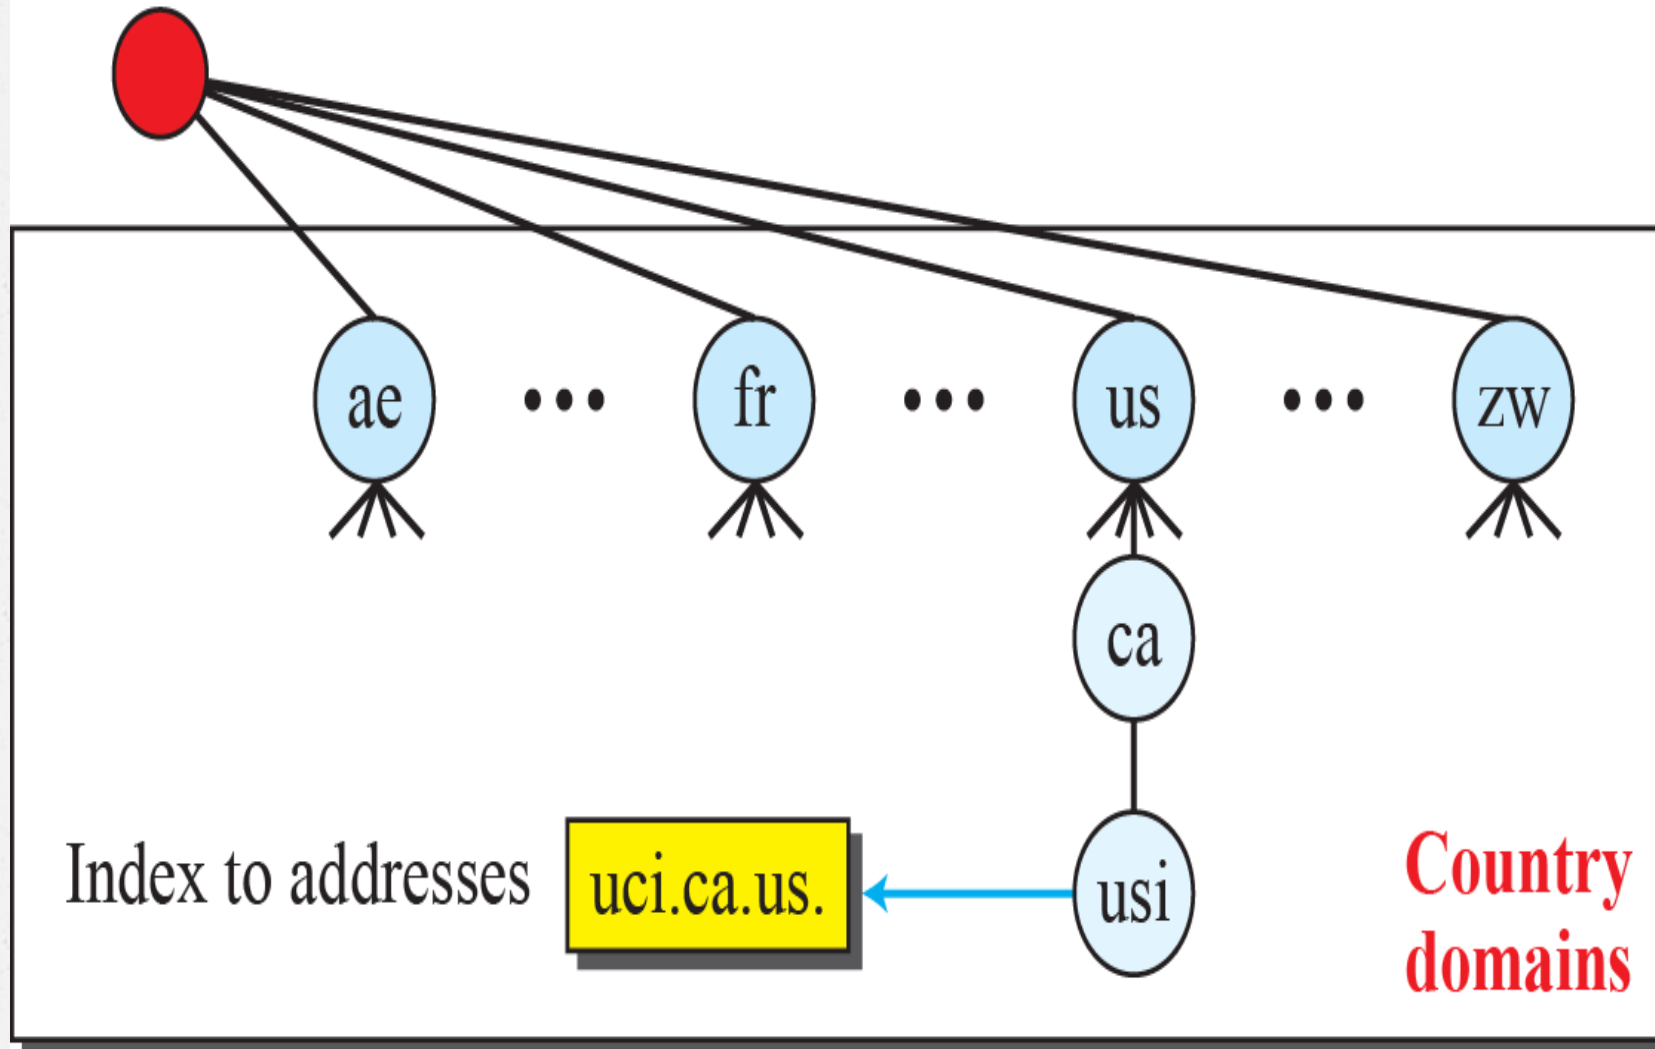 ae ... fr ... us ... zw
ca
usi
Index to addresses
uci.ca.us.
Country
domains